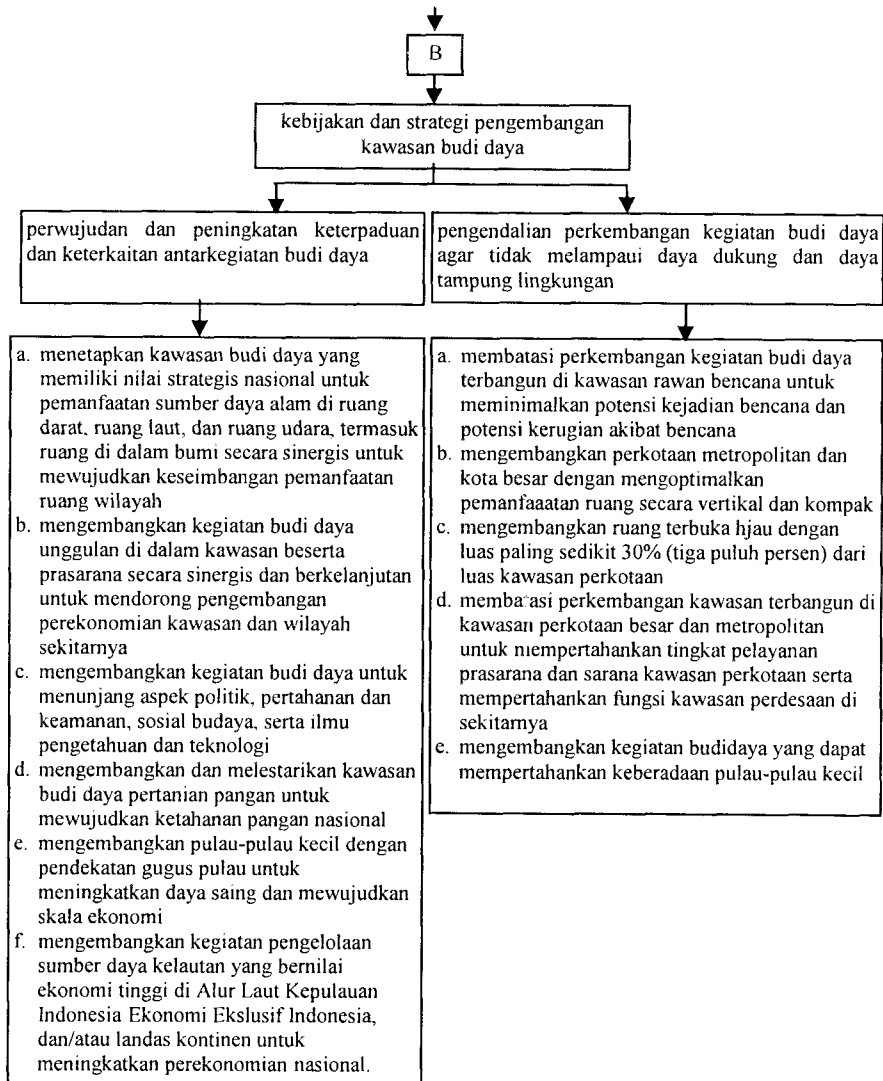 B
kebijakan dan strategi pengembangan
kawasan budi daya
perwujudan dan peningkatan keterpaduan
dan keterkaitan antarkegiatan budi daya
pengendalian perkembangan kegiatan budi daya
agar tidak melampaui daya dukung dan daya
tampung lingkungan
a. menetapkan kawasan budi daya yang
memiliki nilai strategis nasional untuk
pemanfaatan sumber daya alam di ruang
darat, ruang laut, dan ruang udara, termasuk
ruang di dalam bumi secara sinergis untuk
mewujudkan keseimbangan pemanfaatan
ruang wilayah
b. mengembangkan kegiatan budi daya
unggulan di dalam kawasan beserta
prasarana secara sinergis dan berkelanjutan
untuk mendorong pengembangan
perekonomian kawasan dan wilayah
sekitarnya
c. mengembangkan kegiatan budi daya untuk
menunjang aspek politik, pertahanan dan
keamanan, sosial budaya, serta ilmu
pengetahuan dan teknologi
d. mengembangkan dan melestarikan kawasan
budi daya pertanian pangan untuk
mewujudkan ketahanan pangan nasional
e. mengembangkan pulau-pulau kecil dengan
pendekatan gugus pulau untuk
meningkatkan daya saing dan mewujudkan
skala ekonomi
f. mengembangkan kegiatan pengelolaan
sumber daya kelautan yang bernilai
ekonomi tinggi di Alur Laut Kepulauan
Indonesia Ekonomi Ekslusif Indonesia,
dan/atau landas kontinen untuk
meningkatkan perekonomian nasional.
a. membatasi perkembangan kegiatan budi daya
terbangun di kawasan rawan bencana untuk
meminimalkan potensi kejadian bencana dan
potensi kerugian akibat bencana
b. mengembangkan perkotaan metropolitan dan
kota besar dengan mengoptimalkan
pemanfaaatan ruang secara vertikal dan kompak
c. mengembangkan ruang terbuka hjau dengan
luas paling sedikit 30% (tiga puluh persen) dari
luas kawasan perkotaan
d. membatasi perkembangan kawasan terbangun di
kawasan perkotaan besar dan metropolitan
untuk mempertahankan tingkat pelayanan
prasarana dan sarana kawasan perkotaan serta
mempertahankan fungsi kawasan perdesaan di
sekitarnya
e. mengembangkan kegiatan budidaya yang dapat
mempertahankan keberadaan pulau-pulau kecil